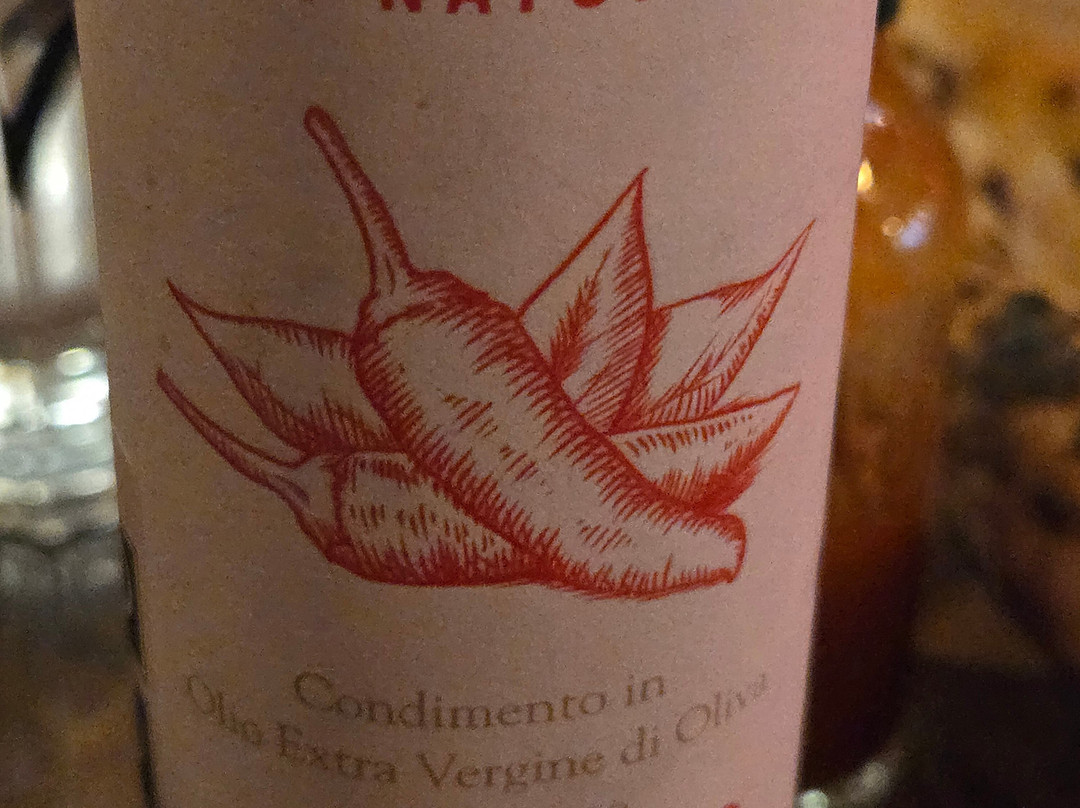 Condimento in
Olio Extra Vergine di Oliva